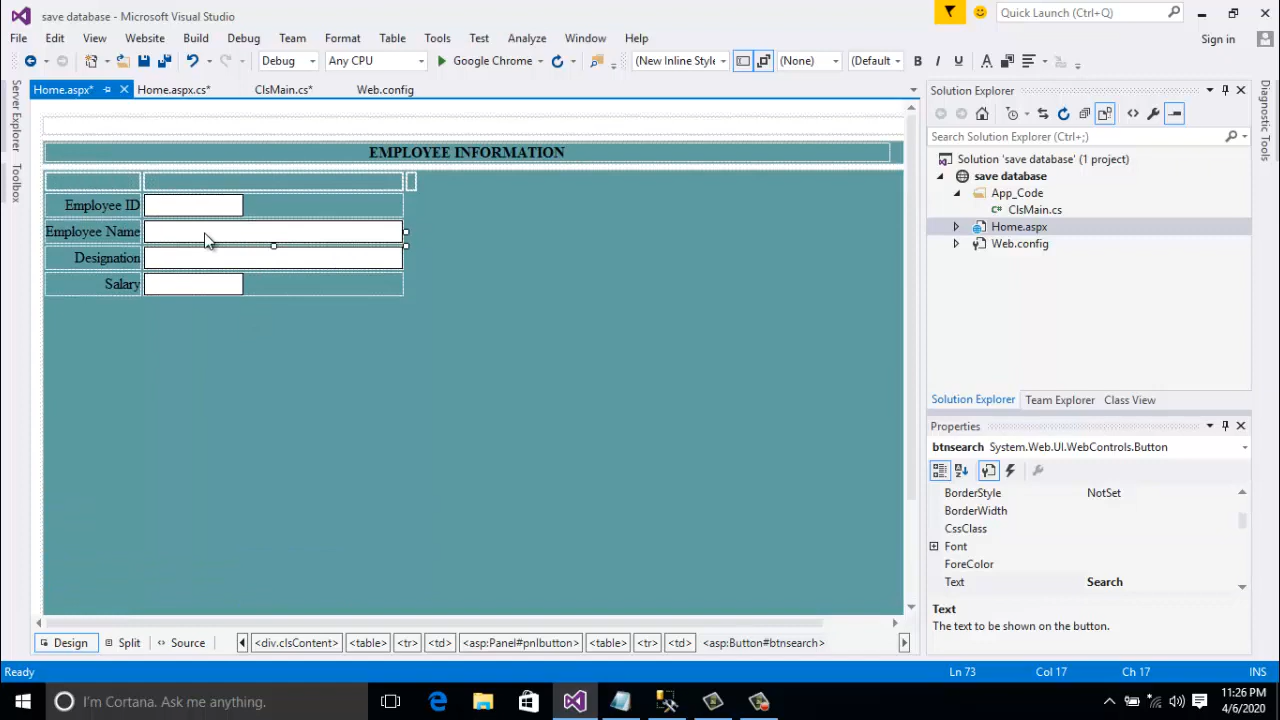 save database - Microsoft Visual Studio
Quick Launch (Ctrl+Q)
File Edit View Website Build Debug Team Format Table Tools Test Analyze Window Help
Sign in
Debug Any CPU Google Chrome (New Inline Style (None) (Default B I U A
Home.aspx* Home.aspx.cs* ClsMain.cs* Web.config
Server Explorer
Toolbox
EMPLOYEE INFORMATION
Employee ID
Employee Name
Designation
Salary
Solution Explorer
Search Solution Explorer (Ctrl+;)
Solution 'save database' (1 project)
save database
App_Code
ClsMain.cs
Home.aspx
Web.config
Solution Explorer Team Explorer Class View
Diagnostic Tools
Properties
btnsearch System.Web.UI.WebControls.Button
BorderStyle NotSet
BorderWidth
CssClass
Font
ForeColor
Text Search
Text
The text to be shown on the button.
Design Split Source <div.clsContent> <table> <tr> <td> <asp:Panel#pnlbutton> <table> <tr> <td> <asp:Button#btnsearch>
Ready Ln 73 Col 17 Ch 17 INS
I'm Cortana. Ask me anything.
11:26 PM
4/6/2020